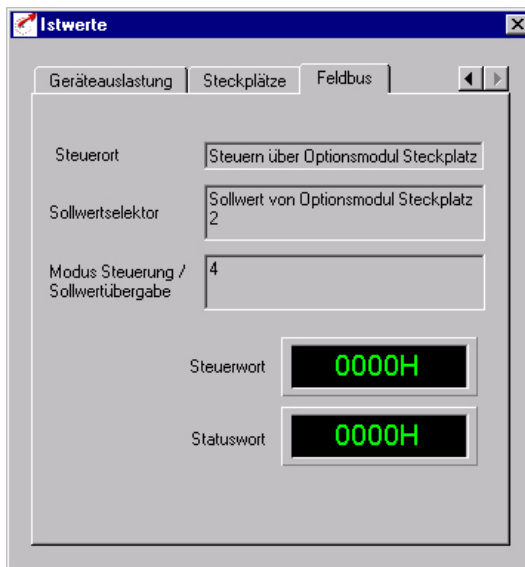 Istwerte
Geräteauslastung Steckplätze Feldbus
Steuerort Steuern über Optionsmodul Steckplatz
Sollwertselektor Sollwert von Optionsmodul Steckplatz
2
Modus Steuerung / 4
Sollwertübergabe
Steuerwort 0000H
Statuswort 0000H